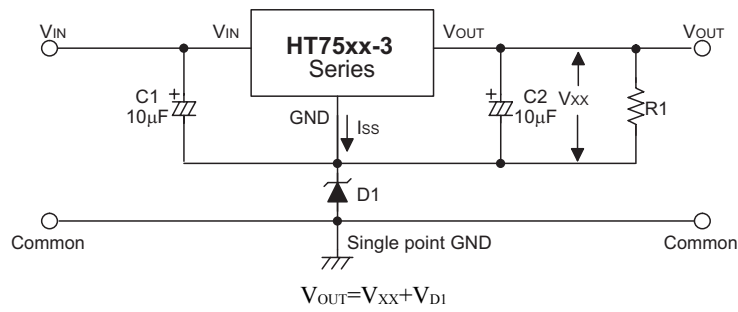 VIN
VIN
HT75xx-3
Series
VOUT
VOUT
C1
10μF
GND
ISS
C2
10μF
VXX
R1
D1
Common
Single point GND
Common
VOUT=VXX+VD1